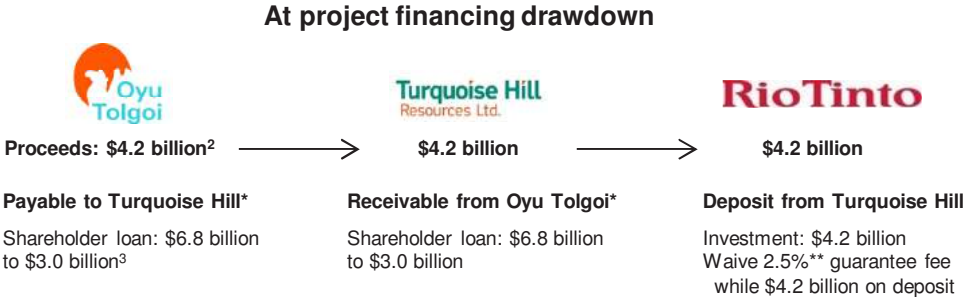 At project financing drawdown
Oyu
Tolgoi
Turquoise Hill
Resources Ltd.
RioTinto
Proceeds: $4.2 billion²
$4.2 billion
$4.2 billion
Payable to Turquoise Hill*
Shareholder loan: $6.8 billion
to $3.0 billion³
Receivable from Oyu Tolgoi*
Shareholder loan: $6.8 billion
to $3.0 billion
Deposit from Turquoise Hill
Investment: $4.2 billion
Waive 2.5%** guarantee fee
while $4.2 billion on deposit